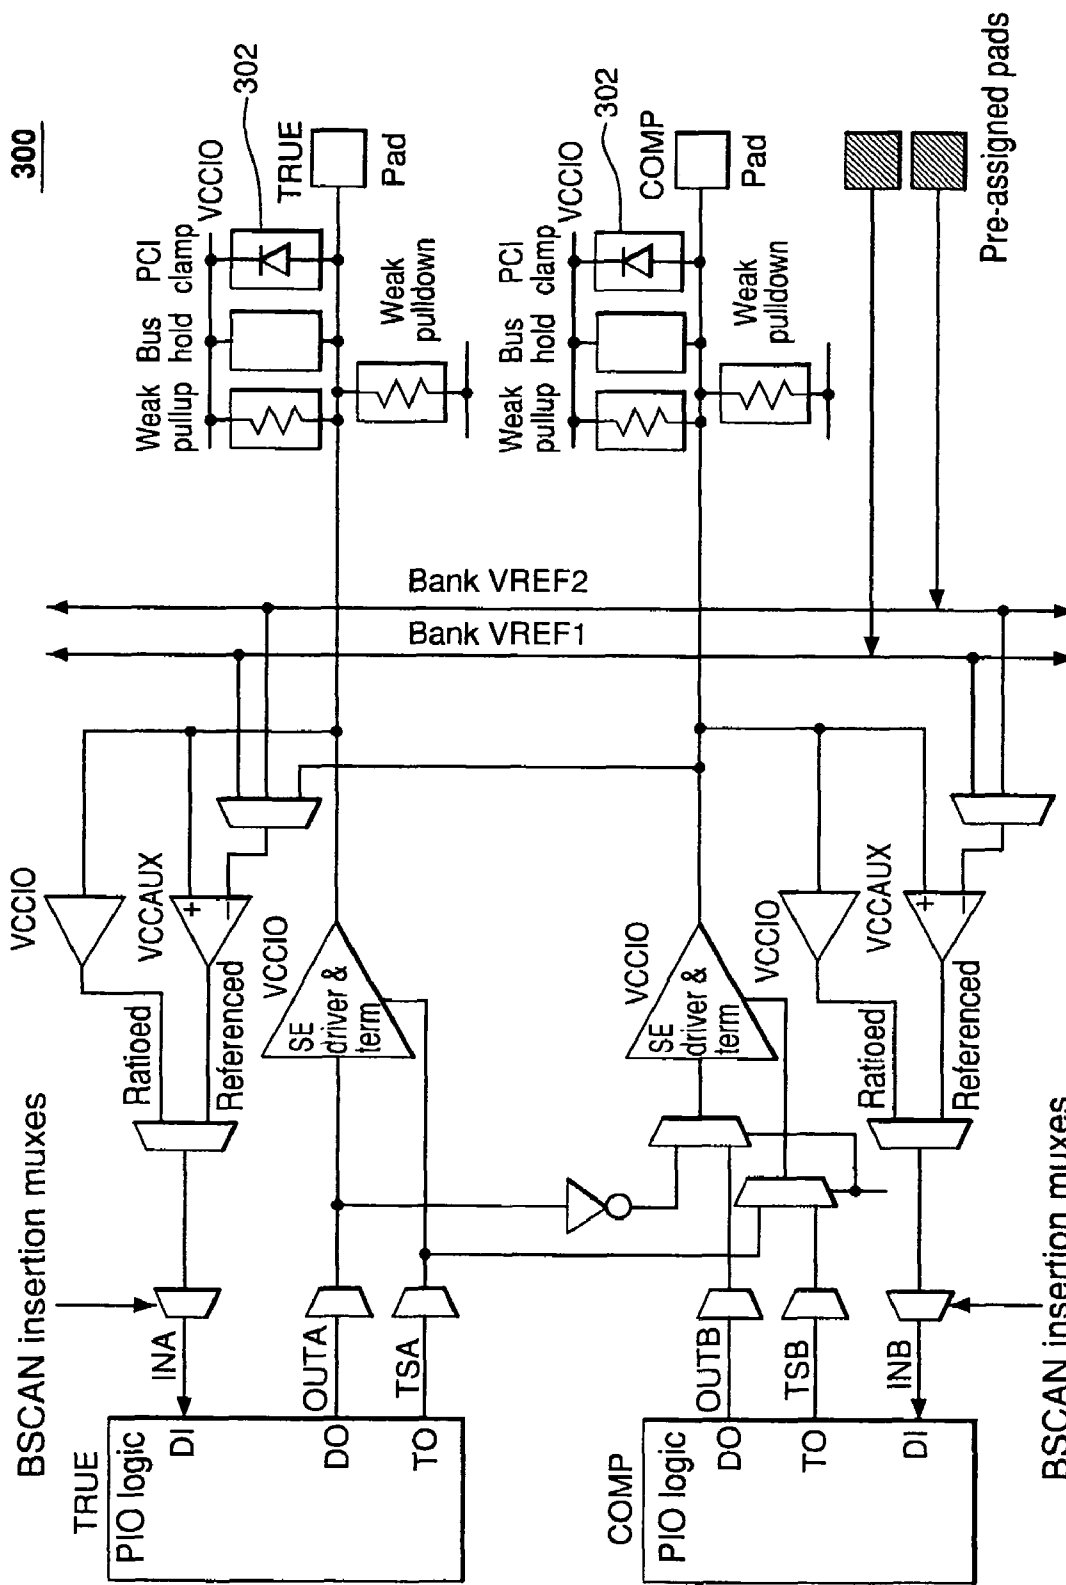 300
BSCAN insertion muxes
TRUE
PIO logic
DI
DO
TO
INA
OUTA
TSA
Ratioed
Referenced
VCCIO
VCCAUX
+
−
VCCIO
SE
driver &
term
Bank VREF2
Bank VREF1
Weak
pullup
Bus
hold
PCI
clamp
VCCIO
302
TRUE
Pad
Weak
pulldown
COMP
PIO logic
DO
TO
DI
OUTB
TSB
INB
VCCIO
SE
driver &
term
VCCIO
VCCAUX
+
−
Ratioed
Referenced
Weak
pullup
Bus
hold
PCI
clamp
VCCIO
302
COMP
Pad
Weak
pulldown
Pre-assigned pads
BSCAN insertion muxes